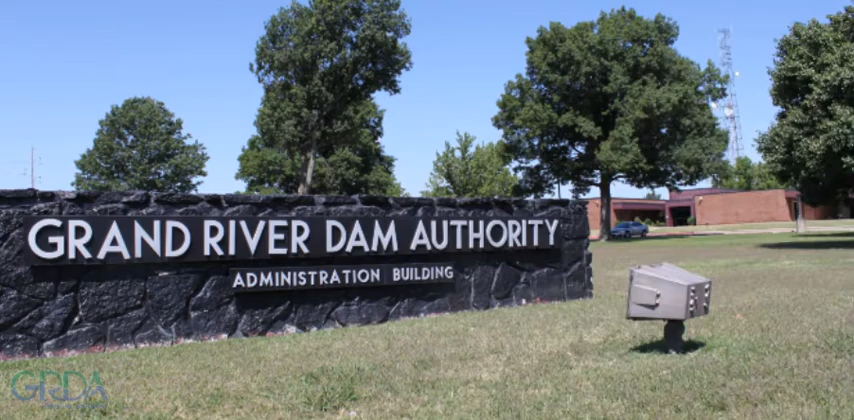 GRAND RIVER DAM AUTHORITY
ADMINISTRATION BUILDING
GRDA